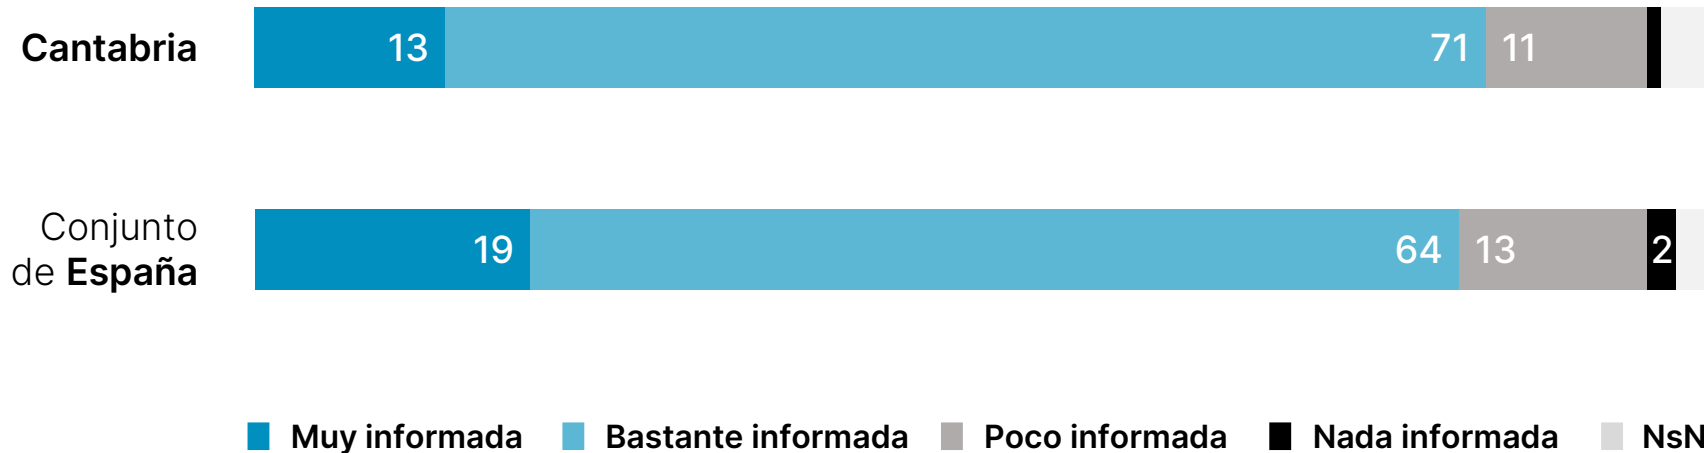 Cantabria 13 71 11
Conjunto
de España 19 64 13 2
Muy informada Bastante informada Poco informada Nada informada NsN